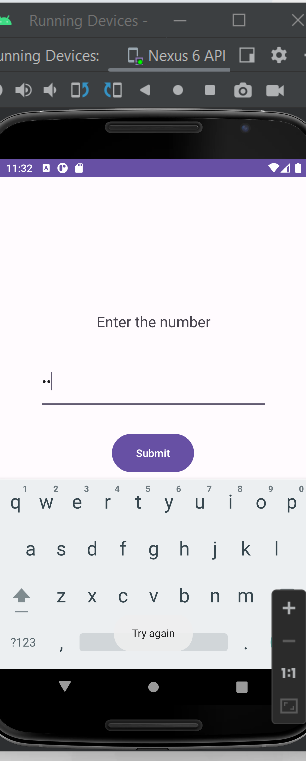 Running Devices -
unning Devices:
Nexus 6 API
11:32
Enter the number
••
Submit
1 2 3 4 5 6 7 8 9 0
q w e r t y u i o p
a s d f g h j k l
z x c v b n m
?123 , .
Try again
1:1